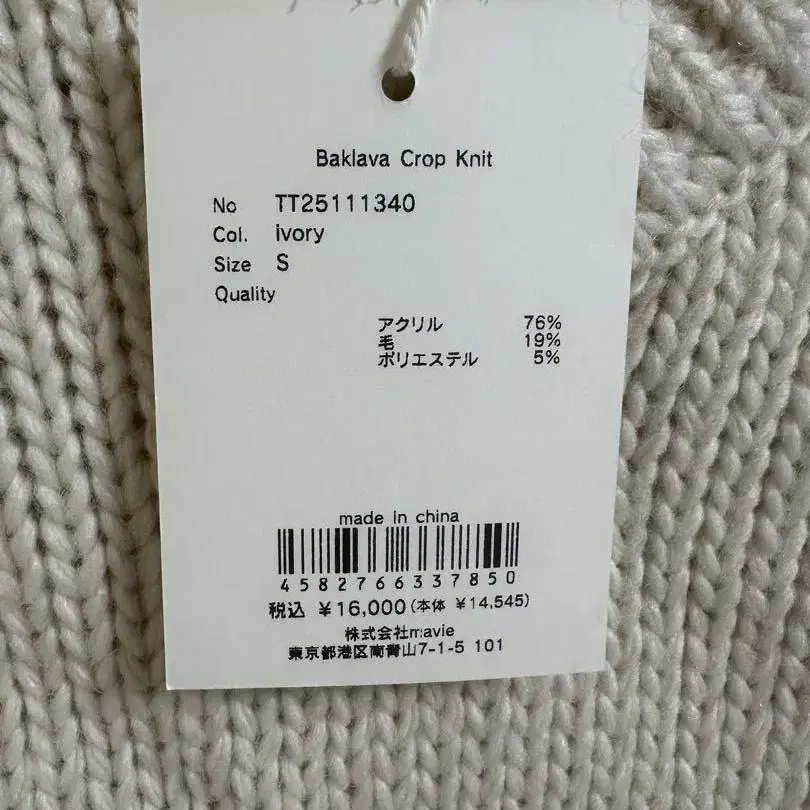 Baklava Crop Knit
No TT25111340
Col. ivory
Size S
Quality
アクリル 76%
毛 19%
ポリエステル 5%
made in china
4582766337850
税込 ¥16,000(本体 ¥14,545)
株式会社mavie
東京都港区南青山7-1-5 101